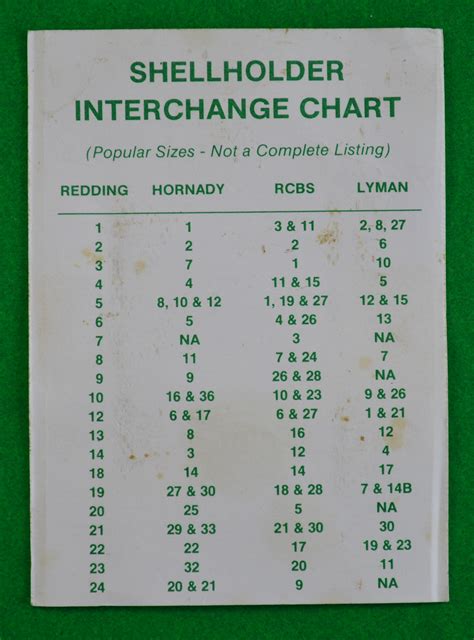 SHELLHOLDER
INTERCHANGE CHART
(Popular Sizes - Not a Complete Listing)
REDDING HORNADY RCBS LYMAN
1 1 3 & 11 2, 8, 27
2 2 2 6
3 7 1 10
4 4 11 & 15 5
5 8, 10 & 12 1, 19 & 27 12 & 15
6 5 4 & 26 13
7 NA 3 NA
8 11 7 & 24 7
9 9 26 & 28 NA
10 16 & 36 10 & 23 9 & 26
12 6 & 17 6 & 27 1 & 21
13 8 16 12
14 3 12 4
18 14 14 17
19 27 & 30 18 & 28 7 & 14B
20 25 5 NA
21 29 & 33 21 & 31 30
22 22 17 19 & 23
23 32 20 11
24 20 & 21 9 NA